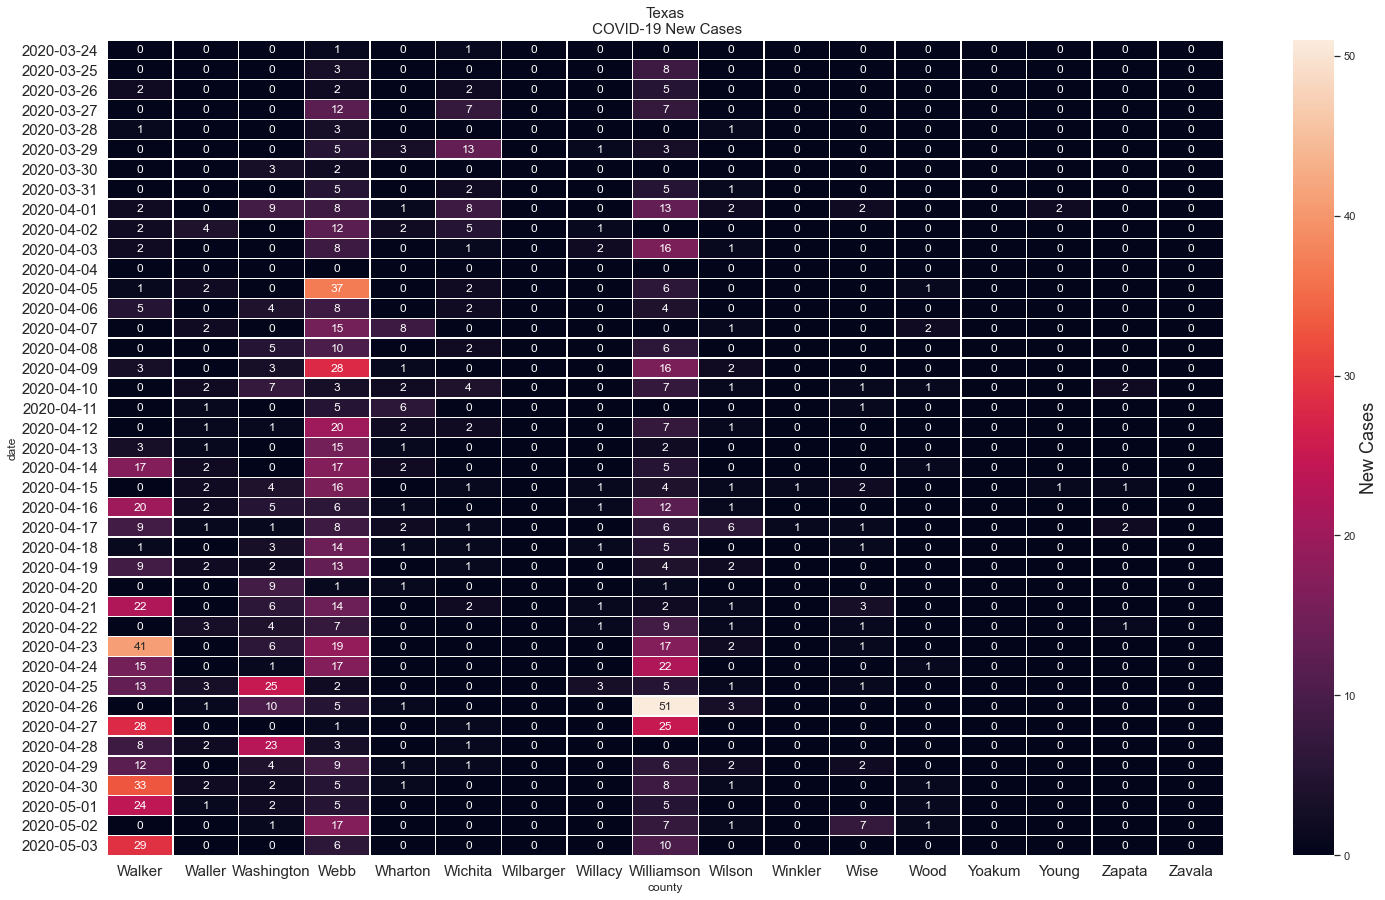 Texas
COVID-19 New Cases
2020-03-24 0 0 0 1 0 1 0 0 0 0 0 0 0 0 0 0 0
2020-03-25 0 0 0 3 0 0 0 0 8 0 0 0 0 0 0 0 0
2020-03-26 2 0 0 2 0 2 0 0 5 0 0 0 0 0 0 0 0
2020-03-27 0 0 0 12 0 7 0 0 7 0 0 0 0 0 0 0 0
2020-03-28 1 0 0 3 0 0 0 0 0 1 0 0 0 0 0 0 0
2020-03-29 0 0 0 5 3 13 0 1 3 0 0 0 0 0 0 0 0
2020-03-30 0 0 3 2 0 0 0 0 0 0 0 0 0 0 0 0 0
2020-03-31 0 0 0 5 0 2 0 0 5 1 0 0 0 0 0 0 0
2020-04-01 2 0 9 8 1 8 0 0 13 2 0 2 0 0 2 0 0
2020-04-02 2 4 0 12 2 5 0 1 0 0 0 0 0 0 0 0 0
2020-04-03 2 0 0 8 0 1 0 2 16 1 0 0 0 0 0 0 0
2020-04-04 0 0 0 0 0 0 0 0 0 0 0 0 0 0 0 0 0
2020-04-05 1 2 0 37 0 2 0 0 6 0 0 0 1 0 0 0 0
2020-04-06 5 0 4 8 0 2 0 0 4 0 0 0 0 0 0 0 0
2020-04-07 0 2 0 15 8 0 0 0 0 1 0 0 2 0 0 0 0
2020-04-08 0 0 5 10 0 2 0 0 6 0 0 0 0 0 0 0 0
2020-04-09 3 0 3 28 1 0 0 0 16 2 0 0 0 0 0 0 0
2020-04-10 0 2 7 3 2 4 0 0 7 1 0 1 1 0 0 2 0
2020-04-11 0 1 0 5 6 0 0 0 0 0 0 1 0 0 0 0 0
2020-04-12 0 1 1 20 2 2 0 0 7 1 0 0 0 0 0 0 0
2020-04-13 3 1 0 15 1 0 0 0 2 0 0 0 0 0 0 0 0
2020-04-14 17 2 0 17 2 0 0 0 5 0 0 0 1 0 0 0 0
2020-04-15 0 2 4 16 0 1 0 1 4 1 1 2 0 0 1 1 0
2020-04-16 20 2 5 6 1 0 0 1 12 1 0 0 0 0 0 0 0
2020-04-17 9 1 1 8 2 1 0 0 6 6 1 1 0 0 0 2 0
2020-04-18 1 0 3 14 1 1 0 1 5 0 0 1 0 0 0 0 0
2020-04-19 9 2 2 13 0 1 0 0 4 2 0 0 0 0 0 0 0
2020-04-20 0 0 9 1 1 0 0 0 1 0 0 0 0 0 0 0 0
2020-04-21 22 0 6 14 0 2 0 1 2 1 0 3 0 0 0 0 0
2020-04-22 0 3 4 7 0 0 0 1 9 1 0 1 0 0 0 1 0
2020-04-23 41 0 6 19 0 0 0 0 17 2 0 1 0 0 0 0 0
2020-04-24 15 0 1 17 0 0 0 0 22 0 0 0 1 0 0 0 0
2020-04-25 13 3 25 2 0 0 0 3 5 1 0 1 0 0 0 0 0
2020-04-26 0 1 10 5 1 0 0 0 51 3 0 0 0 0 0 0 0
2020-04-27 28 0 0 1 0 1 0 0 25 0 0 0 0 0 0 0 0
2020-04-28 8 2 23 3 0 1 0 0 0 0 0 0 0 0 0 0 0
2020-04-29 12 0 4 9 1 1 0 0 6 2 0 2 0 0 0 0 0
2020-04-30 33 2 2 5 1 0 0 0 8 1 0 0 1 0 0 0 0
2020-05-01 24 1 2 5 0 0 0 0 5 0 0 0 1 0 0 0 0
2020-05-02 0 0 1 17 0 0 0 0 7 1 0 7 1 0 0 0 0
2020-05-03 29 0 0 6 0 0 0 0 10 0 0 0 0 0 0 0 0
Walker Waller Washington Webb Wharton Wichita Wilbarger Willacy Williamson Wilson Winkler Wise Wood Yoakum Young Zapata Zavala
county
date
50
40
30
20
10
0
New Cases